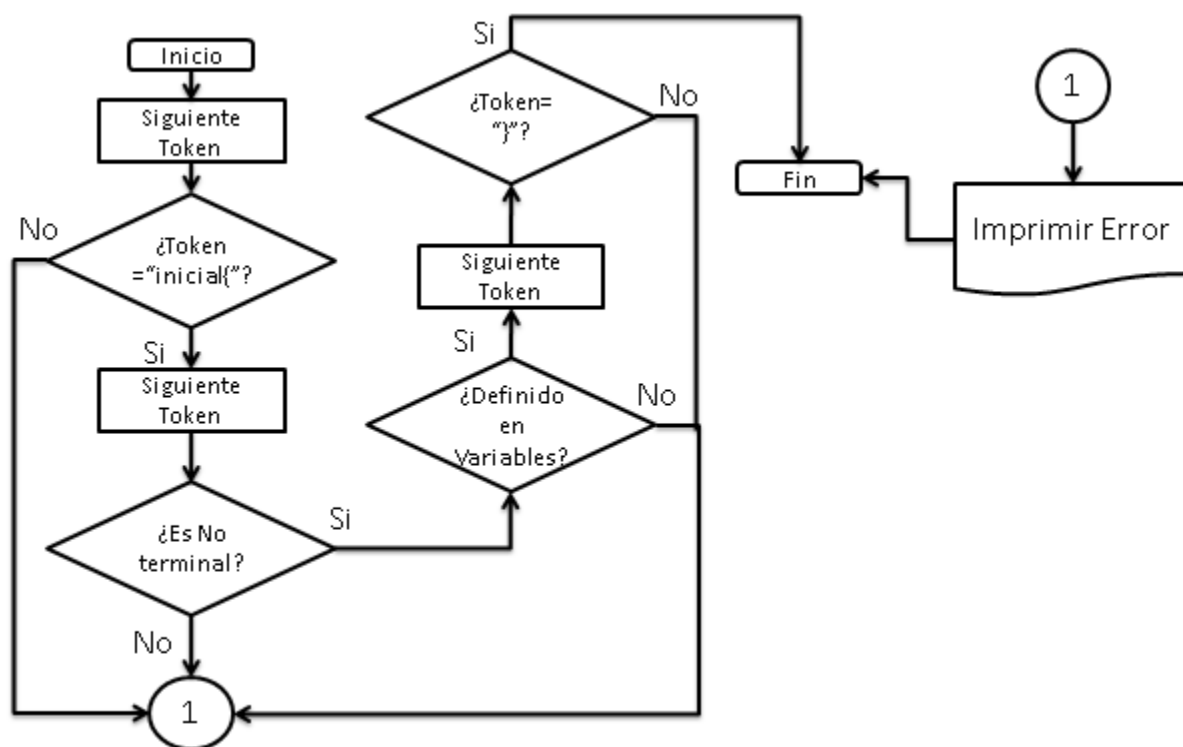 Inicio
Siguiente
Token
No
¿Token
="inicial{"?
Si
Siguiente
Token
¿Es No
terminal?
Si
No
1
Si
¿Token=
"}"?
No
Siguiente
Token
Si
¿Definido
en
Variables?
No
Fin
1
Imprimir Error